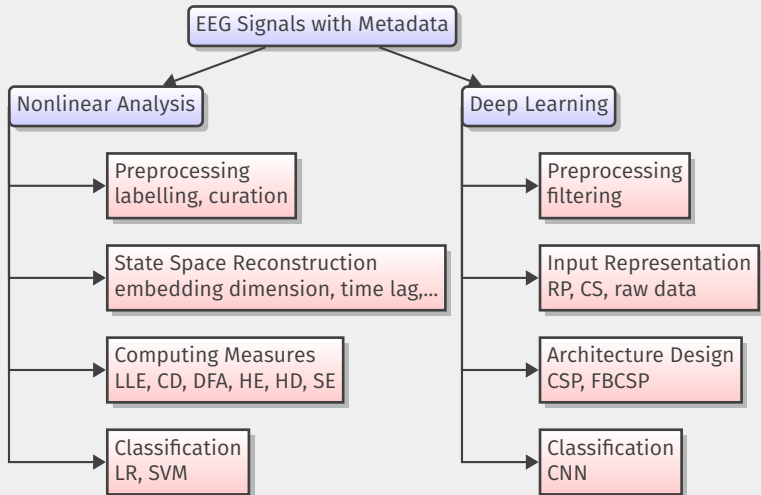 EEG Signals with Metadata
Nonlinear Analysis
Preprocessing
labelling, curation
State Space Reconstruction
embedding dimension, time lag,...
Computing Measures
LLE, CD, DFA, HE, HD, SE
Classification
LR, SVM
Deep Learning
Preprocessing
filtering
Input Representation
RP, CS, raw data
Architecture Design
CSP, FBCSP
Classification
CNN